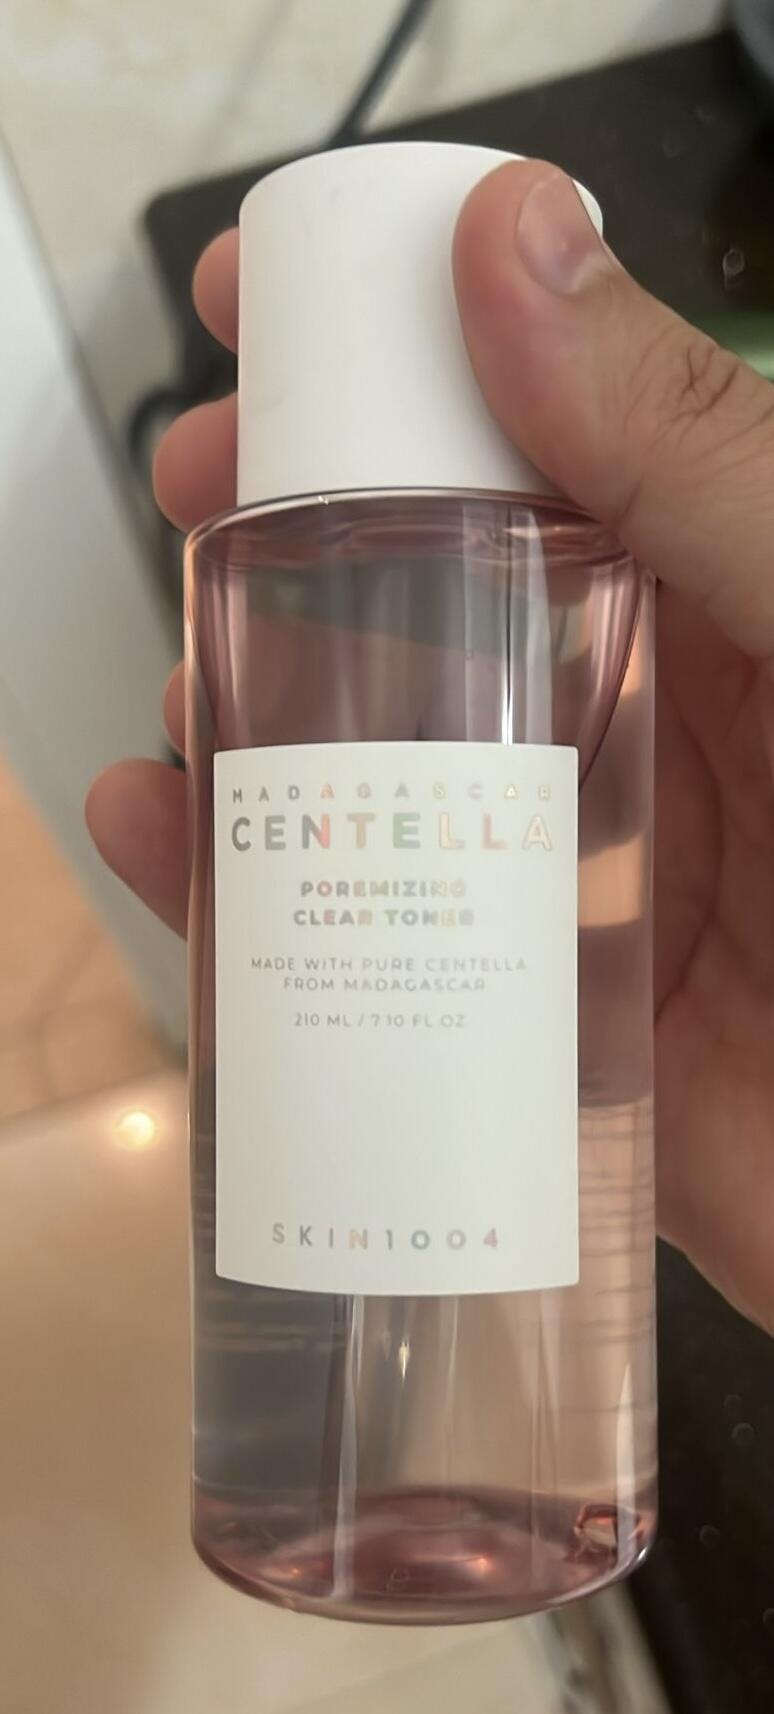 MADAGASCAR
CENTELLA
POREMIZING
CLEAR TONER
MADE WITH PURE CENTELLA
FROM MADAGASCAR
210 ML / 7.10 FL OZ
SKIN1004